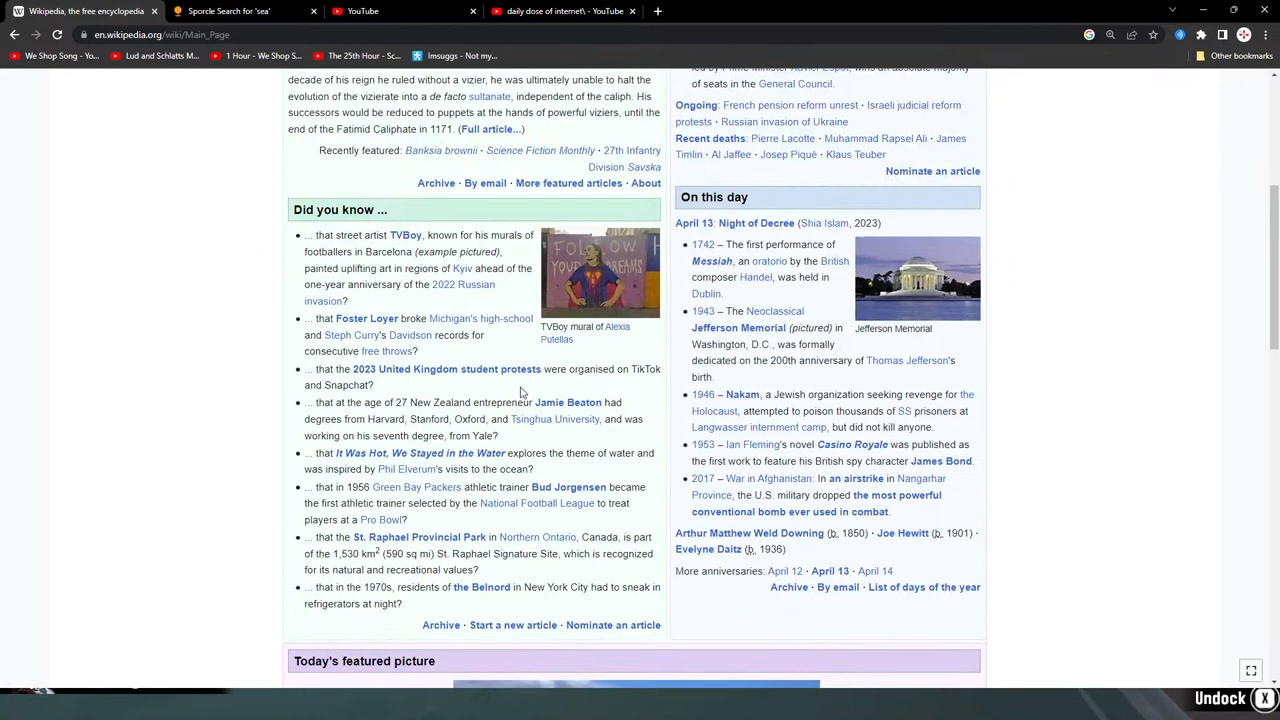 Wikipedia, the free encyclopedia
Sporcle Search for 'sea'
YouTube
daily dose of internet\ - YouTube
en.wikipedia.org/wiki/Main_Page
We Shop Song - Yo...
Lud and Schlatts M...
1 Hour - We Shop S...
The 25th Hour - Sc...
Imsuggs - Not my...
Other bookmarks
decade of his reign he ruled without a vizier, he was ultimately unable to halt the
evolution of the vizierate into a de facto sultanate, independent of the caliph. His
successors would be reduced to puppets at the hands of powerful viziers, until the
end of the Fatimid Caliphate in 1171. (Full article...)
Recently featured: Banksia brownii · Science Fiction Monthly · 27th Infantry
Division Savska
Archive · By email · More featured articles · About
Did you know ...
... that street artist TVBoy, known for his murals of
footballers in Barcelona (example pictured),
painted uplifting art in regions of Kyiv ahead of the
one-year anniversary of the 2022 Russian
invasion?
FOLLOW
YOUR DREAMS
TVBoy mural of Alexia
Putellas
... that Foster Loyer broke Michigan's high-school
and Steph Curry's Davidson records for
consecutive free throws?
... that the 2023 United Kingdom student protests were organised on TikTok
and Snapchat?
... that at the age of 27 New Zealand entrepreneur Jamie Beaton had
degrees from Harvard, Stanford, Oxford, and Tsinghua University, and was
working on his seventh degree, from Yale?
... that It Was Hot, We Stayed in the Water explores the theme of water and
was inspired by Phil Elverum's visits to the ocean?
... that in 1956 Green Bay Packers athletic trainer Bud Jorgensen became
the first athletic trainer selected by the National Football League to treat
players at a Pro Bowl?
... that the St. Raphael Provincial Park in Northern Ontario, Canada, is part
of the 1,530 km2 (590 sq mi) St. Raphael Signature Site, which is recognized
for its natural and recreational values?
... that in the 1970s, residents of the Belnord in New York City had to sneak in
refrigerators at night?
Archive · Start a new article · Nominate an article
of seats in the General Council.
Ongoing: French pension reform unrest · Israeli judicial reform
protests · Russian invasion of Ukraine
Recent deaths: Pierre Lacotte · Muhammad Rapsel Ali · James
Timlin · Al Jaffee · Josep Piqué · Klaus Teuber
Nominate an article
On this day
April 13: Night of Decree (Shia Islam, 2023)
1742 – The first performance of
Messiah, an oratorio by the British
composer Handel, was held in
Dublin.
1943 – The Neoclassical
Jefferson Memorial (pictured) in
Washington, D.C., was formally
dedicated on the 200th anniversary of Thomas Jefferson's
birth.
Jefferson Memorial
1946 – Nakam, a Jewish organization seeking revenge for the
Holocaust, attempted to poison thousands of SS prisoners at
Langwasser internment camp, but did not kill anyone.
1953 – Ian Fleming's novel Casino Royale was published as
the first work to feature his British spy character James Bond.
2017 – War in Afghanistan: In an airstrike in Nangarhar
Province, the U.S. military dropped the most powerful
conventional bomb ever used in combat.
Arthur Matthew Weld Downing (b. 1850) · Joe Hewitt (b. 1901) ·
Evelyne Daitz (b. 1936)
More anniversaries: April 12 · April 13 · April 14
Archive · By email · List of days of the year
Today's featured picture
Undock X